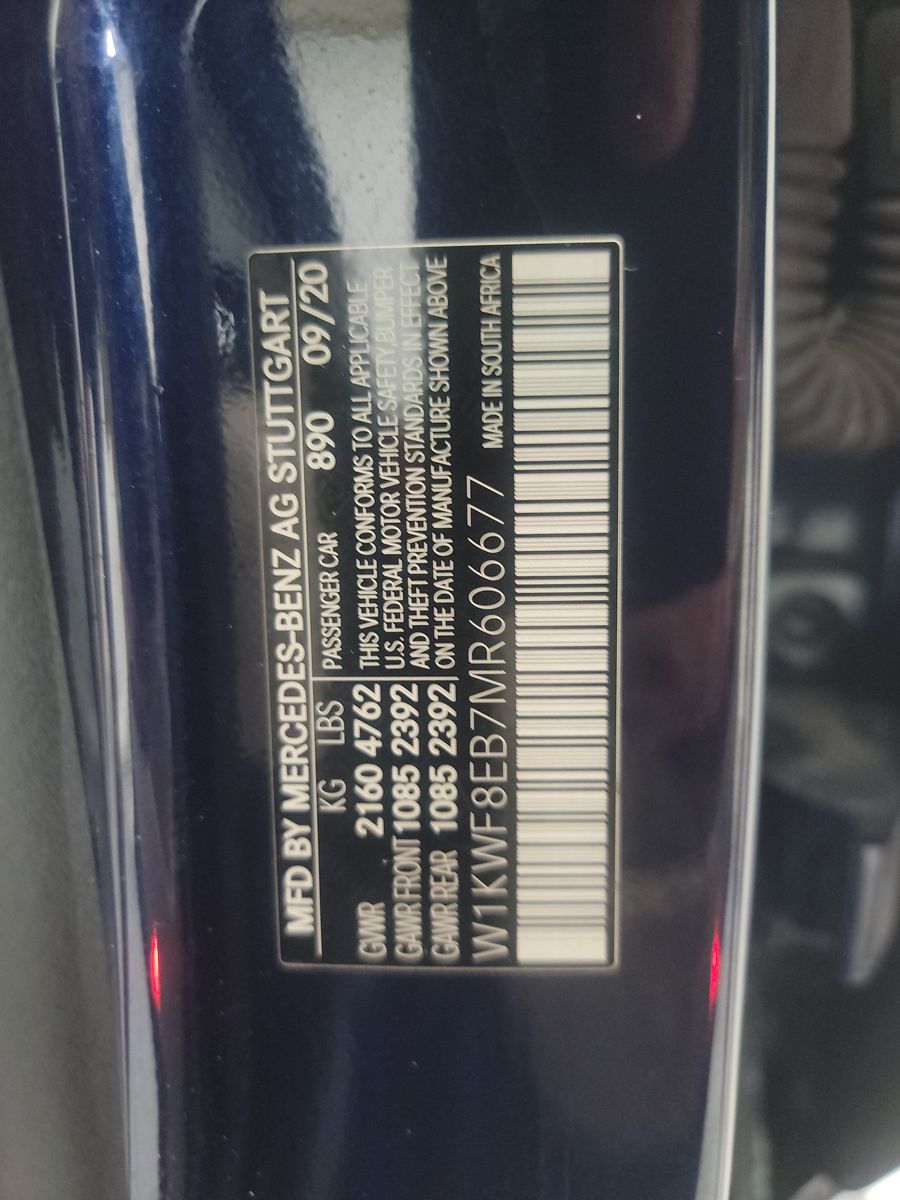 MFD BY MERCEDES-BENZ AG STUTTGART
KG LBS
GVWR 2160 4762
GAWR FRONT 1085 2392
GAWR REAR 1085 2392
PASSENGER CAR 890 09/20
THIS VEHICLE CONFORMS TO ALL APPLICABLE
U.S. FEDERAL MOTOR VEHICLE SAFETY, BUMPER
AND THEFT PREVENTION STANDARDS IN EFFECT
ON THE DATE OF MANUFACTURE SHOWN ABOVE
W1KWF8EB7MR606677 MADE IN SOUTH AFRICA